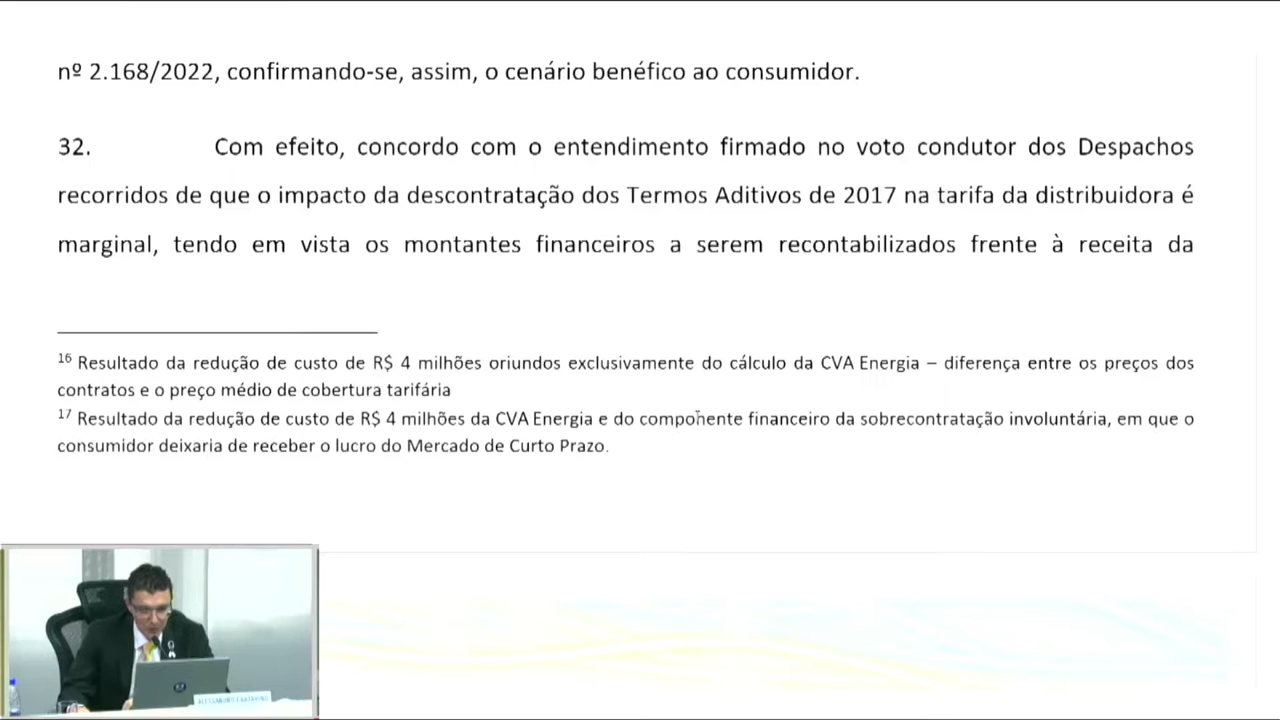 nº 2.168/2022, confirmando-se, assim, o cenário benéfico ao consumidor.
32. Com efeito, concordo com o entendimento firmado no voto condutor dos Despachos
recorridos de que o impacto da descontratação dos Termos Aditivos de 2017 na tarifa da distribuidora é
marginal, tendo em vista os montantes financeiros a serem recontabilizados frente à receita da
16 Resultado da redução de custo de R$ 4 milhões oriundos exclusivamente do cálculo da CVA Energia – diferença entre os preços dos
contratos e o preço médio de cobertura tarifária
17 Resultado da redução de custo de R$ 4 milhões da CVA Energia e do componente financeiro da sobrecontratação involuntária, em que o
consumidor deixaria de receber o lucro do Mercado de Curto Prazo.